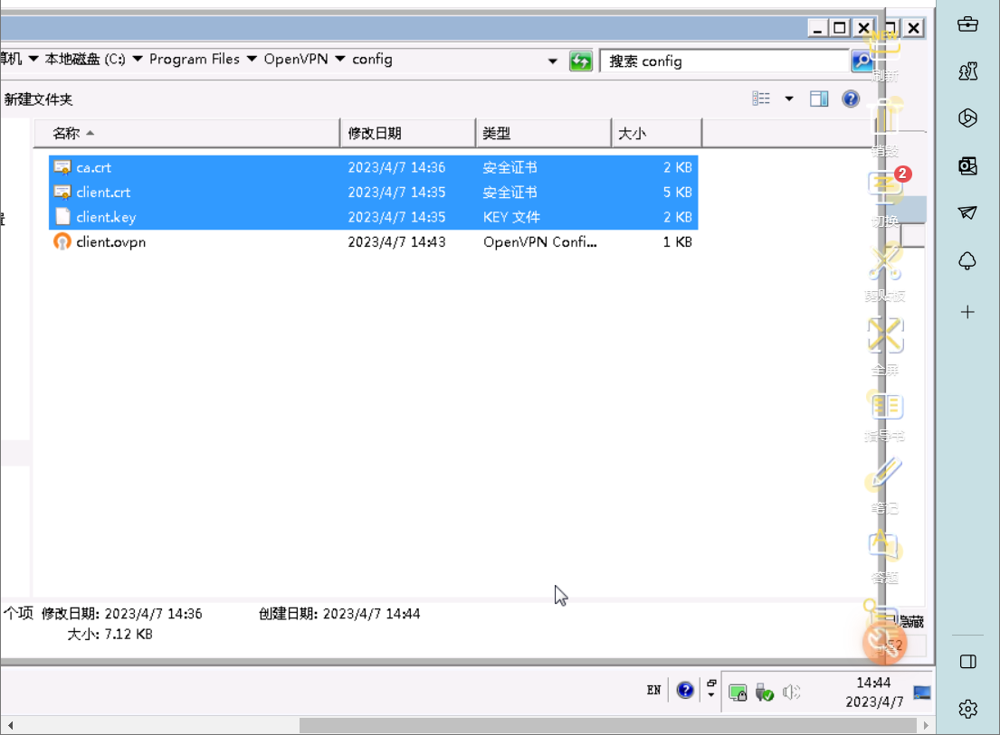 算机 本地磁盘 (C:) Program Files OpenVPN config
搜索 config
新建文件夹
名称 修改日期 类型 大小
ca.crt 2023/4/7 14:36 安全证书 2 KB
client.crt 2023/4/7 14:35 安全证书 5 KB
client.key 2023/4/7 14:35 KEY 文件 2 KB
client.ovpn 2023/4/7 14:43 OpenVPN Confi... 1 KB
NEW
刷新
销毁
2
切换
剪贴板
全屏
指导书
笔记
答题
隐藏
个项 修改日期: 2023/4/7 14:36 创建日期: 2023/4/7 14:44
大小: 7.12 KB
EN
14:44
2023/4/7